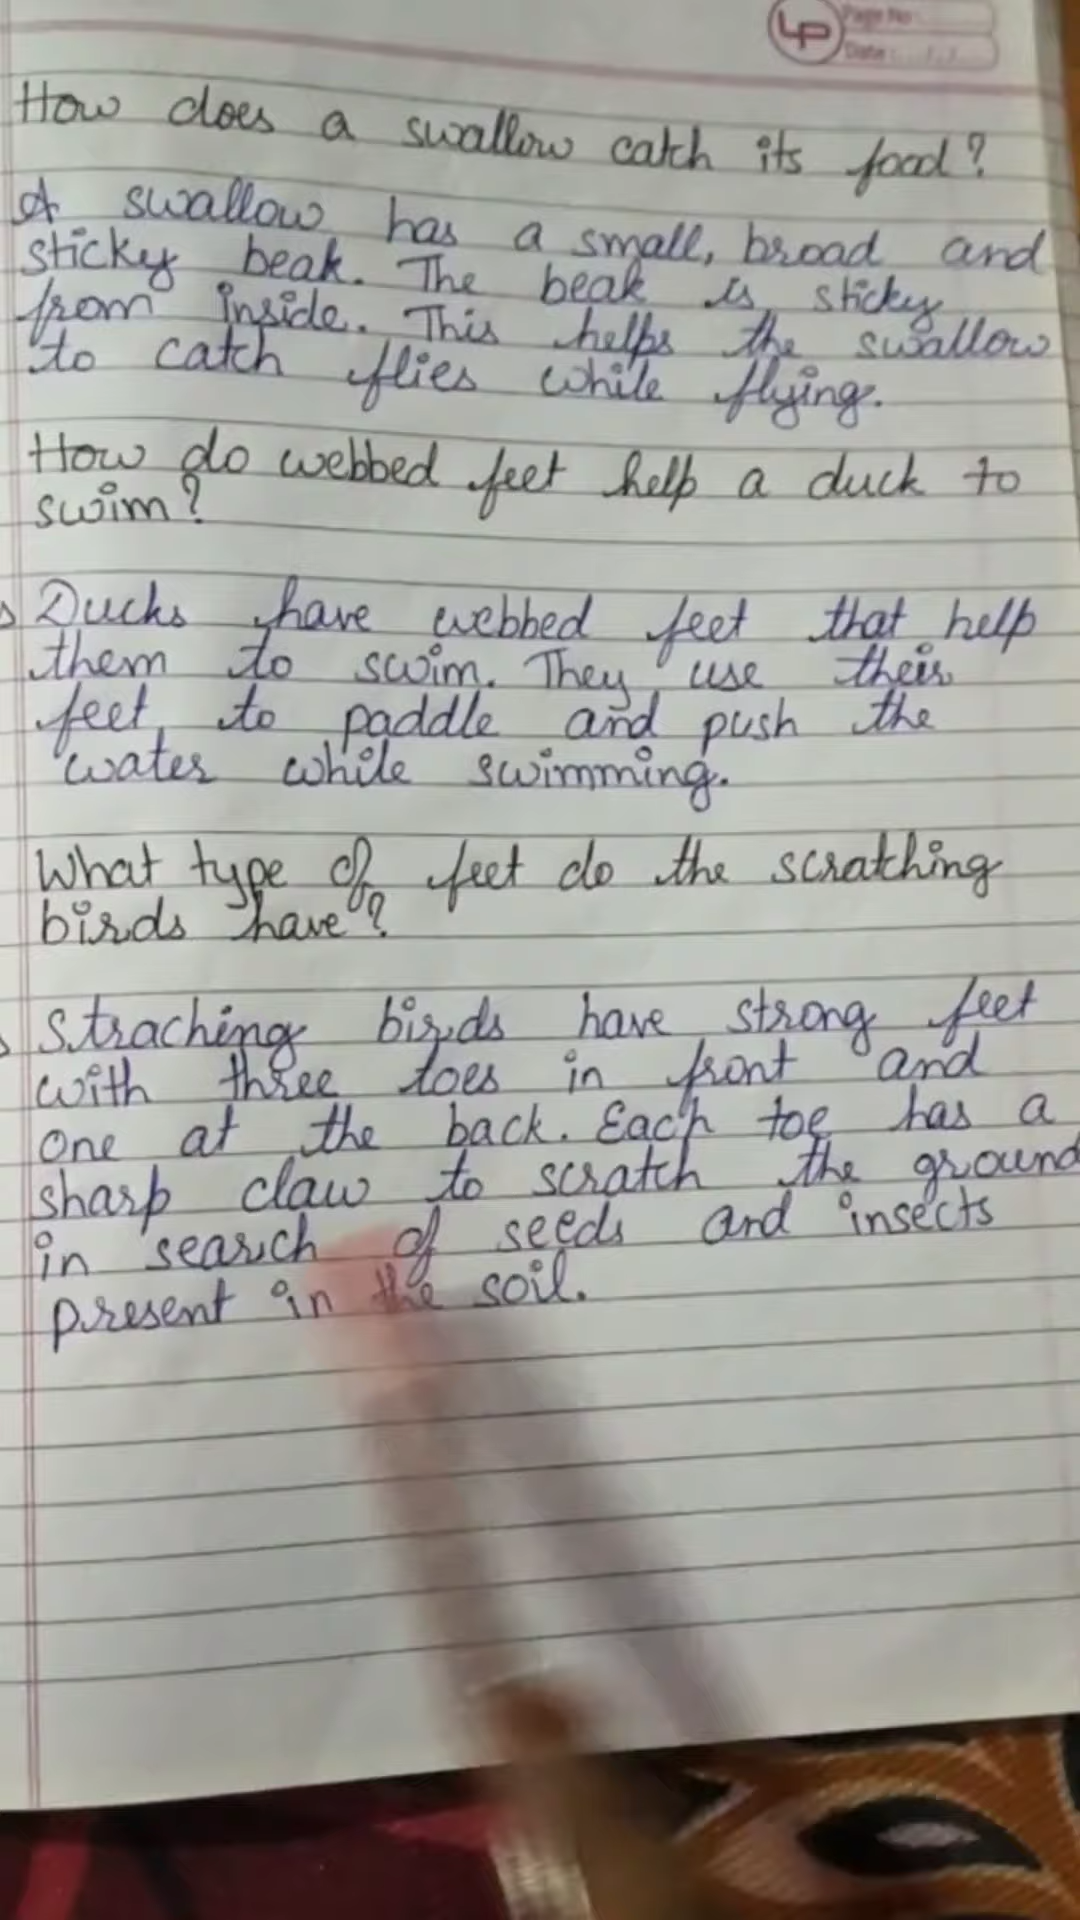 LP
Page No
Date
How does a swallow catch its food?
A swallow has a small, broad and
sticky beak. The beak is sticky
from inside. This helps the swallow
to catch flies while flying.
How do webbed feet help a duck to
swim?
Ducks have webbed feet that help
them to swim. They use their
feet to paddle and push the
water while swimming.
What type of feet do the scratching
birds have?
Straching birds have strong feet
with three toes in front and
one at the back. Each toe has a
sharp claw to scratch the ground
in search of seeds and insects
present in the soil.